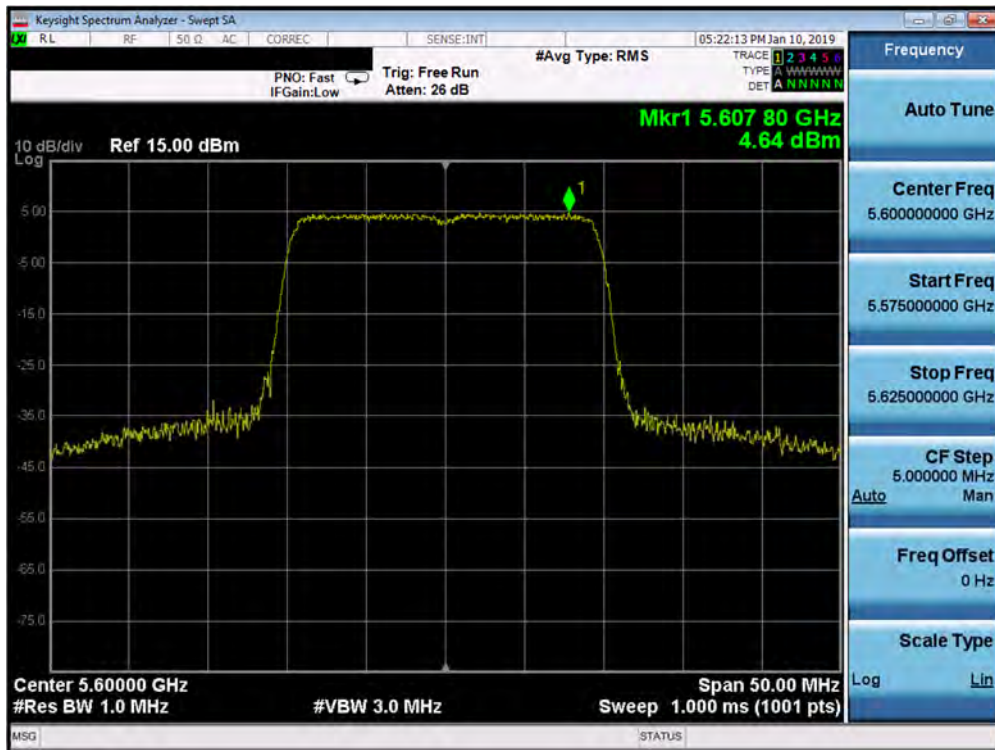 Keysight Spectrum Analyzer - Swept SA
LXI RL RF 50 Ω AC CORREC SENSE:INT 05:22:13 PM Jan 10, 2019
#Avg Type: RMS
TRACE 1 2 3 4 5 6
PNO: Fast Trig: Free Run TYPE A WWWWW
IFGain:Low Atten: 26 dB DET A N N N N N
Mkr1 5.607 80 GHz
4.64 dBm
10 dB/div Ref 15.00 dBm
Log
1
5.00
-5.00
-15.0
-25.0
-35.0
-45.0
-55.0
-65.0
-75.0
Center 5.60000 GHz Span 50.00 MHz
#Res BW 1.0 MHz #VBW 3.0 MHz Sweep 1.000 ms (1001 pts)
MSG STATUS
Frequency
Auto Tune
Center Freq
5.600000000 GHz
Start Freq
5.575000000 GHz
Stop Freq
5.625000000 GHz
CF Step
5.000000 MHz
Auto Man
Freq Offset
0 Hz
Scale Type
Log Lin